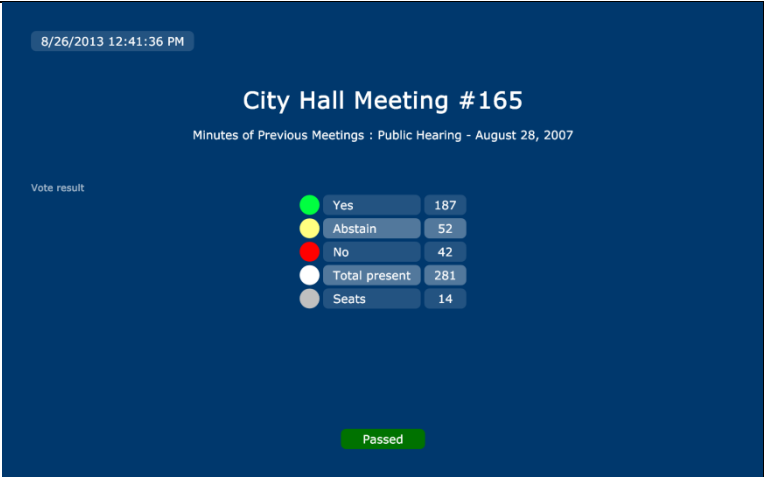 8/26/2013 12:41:36 PM
City Hall Meeting #165
Minutes of Previous Meetings : Public Hearing - August 28, 2007
Vote result
Yes 187
Abstain 52
No 42
Total present 281
Seats 14
Passed